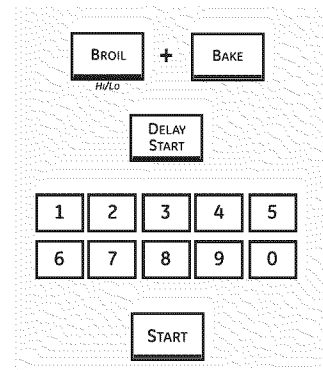 BROIL + BAKE
Hi/Lo
DELAY
START
1 2 3 4 5
6 7 8 9 0
START